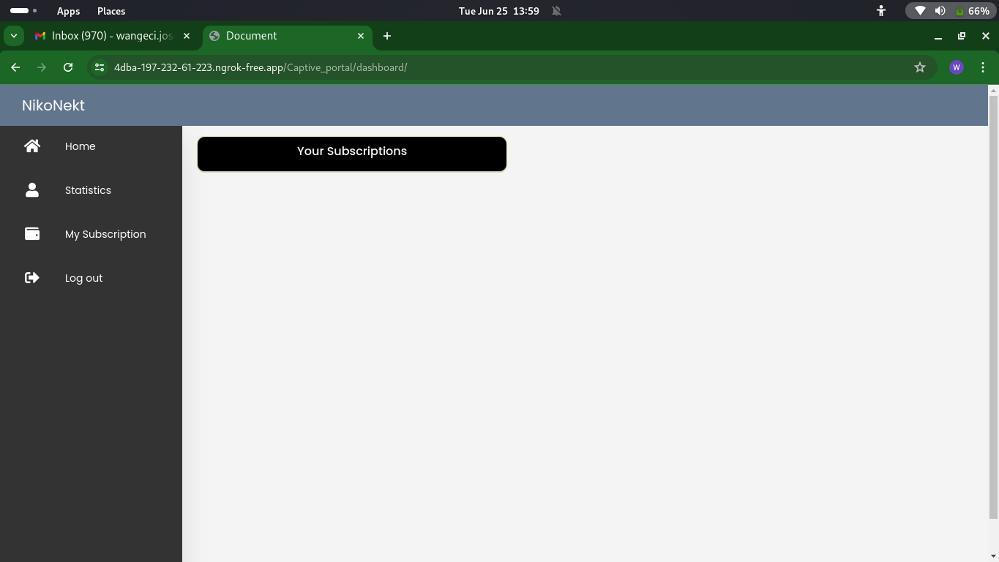 Apps Places Tue Jun 25 13:59 66%
Inbox (970) - wangeci.jos Document
4dba-197-232-61-223.ngrok-free.app/Captive_portal/dashboard/ W
NikoNekt
Home
Your Subscriptions
Statistics
My Subscription
Log out